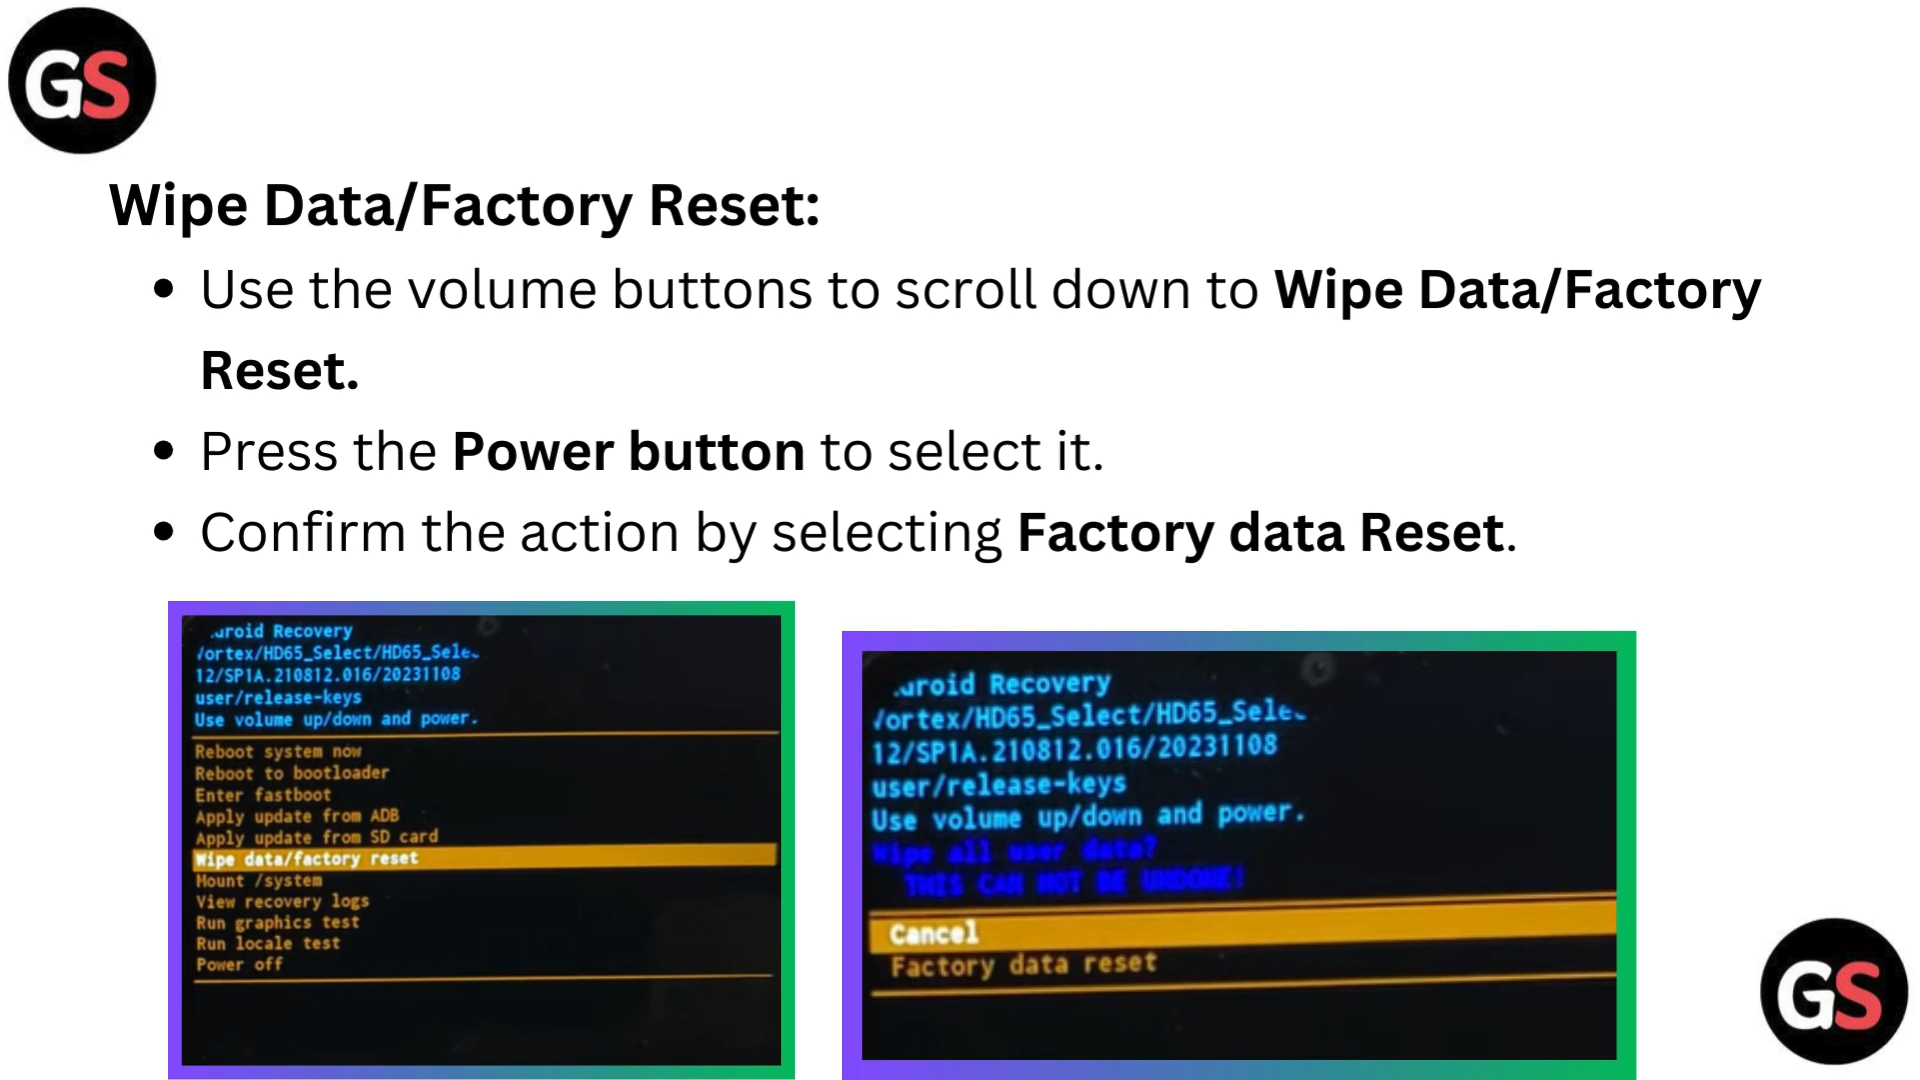 GS
Wipe Data/Factory Reset:
• Use the volume buttons to scroll down to Wipe Data/Factory
Reset.
• Press the Power button to select it.
• Confirm the action by selecting Factory data Reset.
droid Recovery
Vortex/HD65_Select/HD65_Sele
12/SP1A.210812.016/20231108
user/release-keys
Use volume up/down and power.
Reboot system now
Reboot to bootloader
Enter fastboot
Apply update from ADB
Apply update from SD card
Wipe data/factory reset
Mount /system
View recovery logs
Run graphics test
Run locale test
Power off
droid Recovery
Vortex/HD65_Select/HD65_Sele
12/SP1A.210812.016/20231108
user/release-keys
Use volume up/down and power.
Wipe all user data?
THIS CAN NOT BE UNDONE!
Cancel
Factory data reset
GS